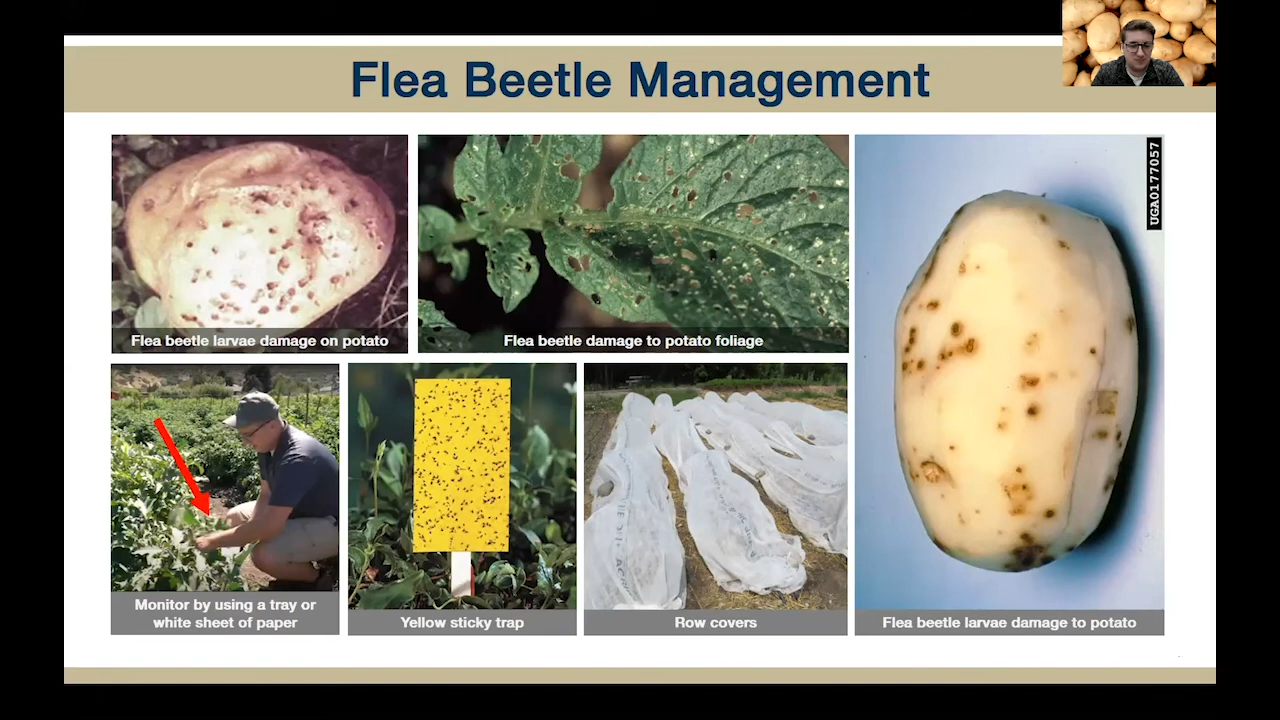 Flea Beetle Management
Flea beetle larvae damage on potato
Flea beetle damage to potato foliage
UGA0177057
Monitor by using a tray or
white sheet of paper
Yellow sticky trap
Row covers
Flea beetle larvae damage to potato